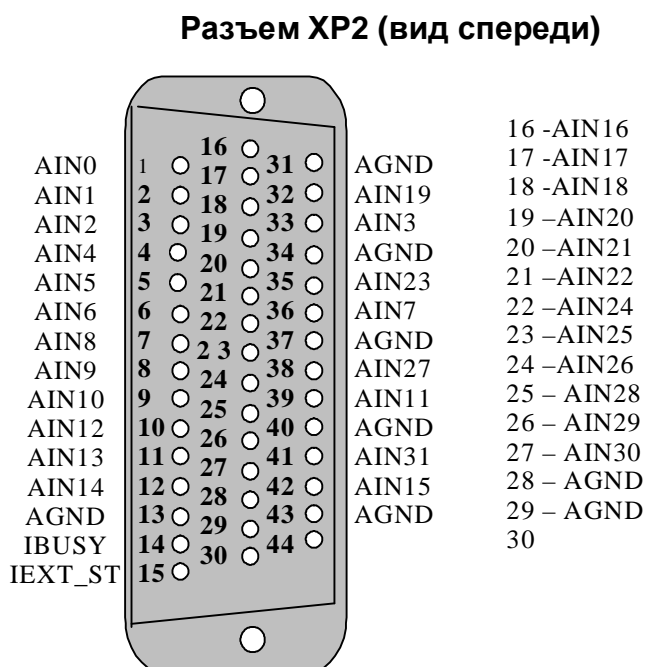 Разъем XP2 (вид спереди)
AIN0 1 16 31 AGND
AIN1 2 17 32 AIN19
AIN2 3 18 33 AIN3
AIN4 4 19 34 AGND
AIN5 5 20 35 AIN23
AIN6 6 21 36 AIN7
AIN8 7 22 37 AGND
AIN9 8 2 3 38 AIN27
AIN10 9 24 39 AIN11
AIN12 10 25 40 AGND
AIN13 11 26 41 AIN31
AIN14 12 27 42 AIN15
AGND 13 28 43 AGND
IBUSY 14 29 44
IEXT_ST 15 30
16 -AIN16
17 -AIN17
18 -AIN18
19 –AIN20
20 –AIN21
21 –AIN22
22 –AIN24
23 –AIN25
24 –AIN26
25 – AIN28
26 – AIN29
27 – AIN30
28 – AGND
29 – AGND
30